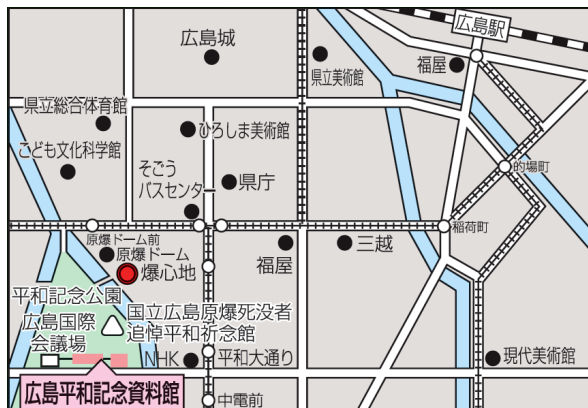 広島駅
広島城
県立美術館
福屋
県立総合体育館
ひろしま美術館
こども文化科学館
そごう
バスセンター
県庁
的場町
稲荷町
原爆ドーム前
原爆ドーム
爆心地
福屋
三越
平和記念公園
広島国際
会議場
国立広島原爆死没者
追悼平和祈念館
NHK
平和大通り
現代美術館
広島平和記念資料館
中電前